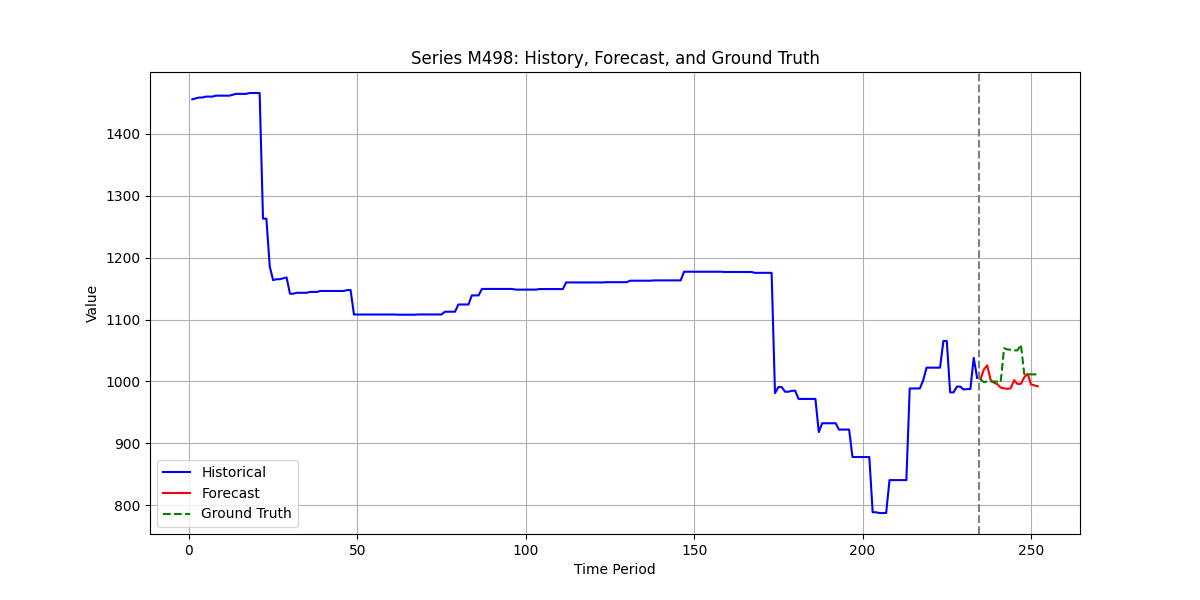 Series M498: History, Forecast, and Ground Truth
1400
1300
1200
1100
1000
900
800
Value
Historical
Forecast
Ground Truth
0 50 100 150 200 250
Time Period